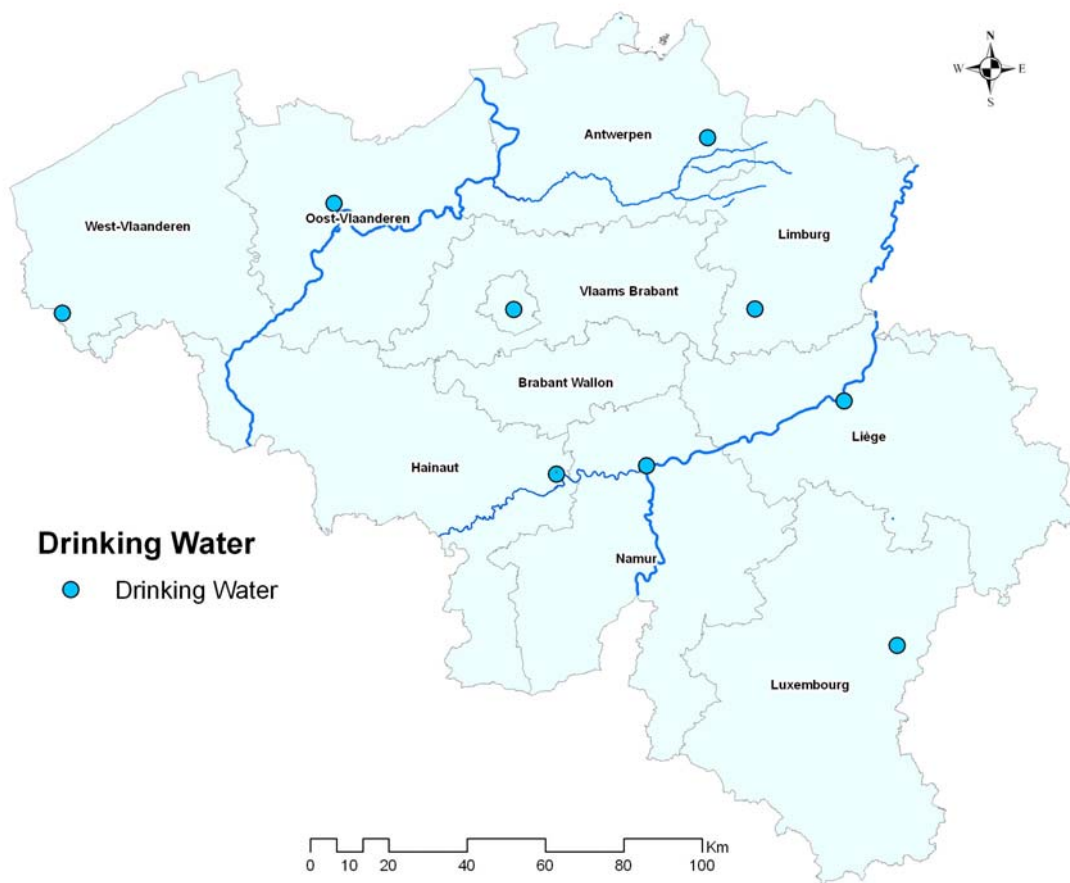 N
W E
S
Antwerpen
West-Vlaanderen
Oost-Vlaanderen
Limburg
Vlaams Brabant
Brabant Wallon
Liège
Hainaut
Drinking Water
Namur
Drinking Water
Luxembourg
Km
0 10 20 40 60 80 100